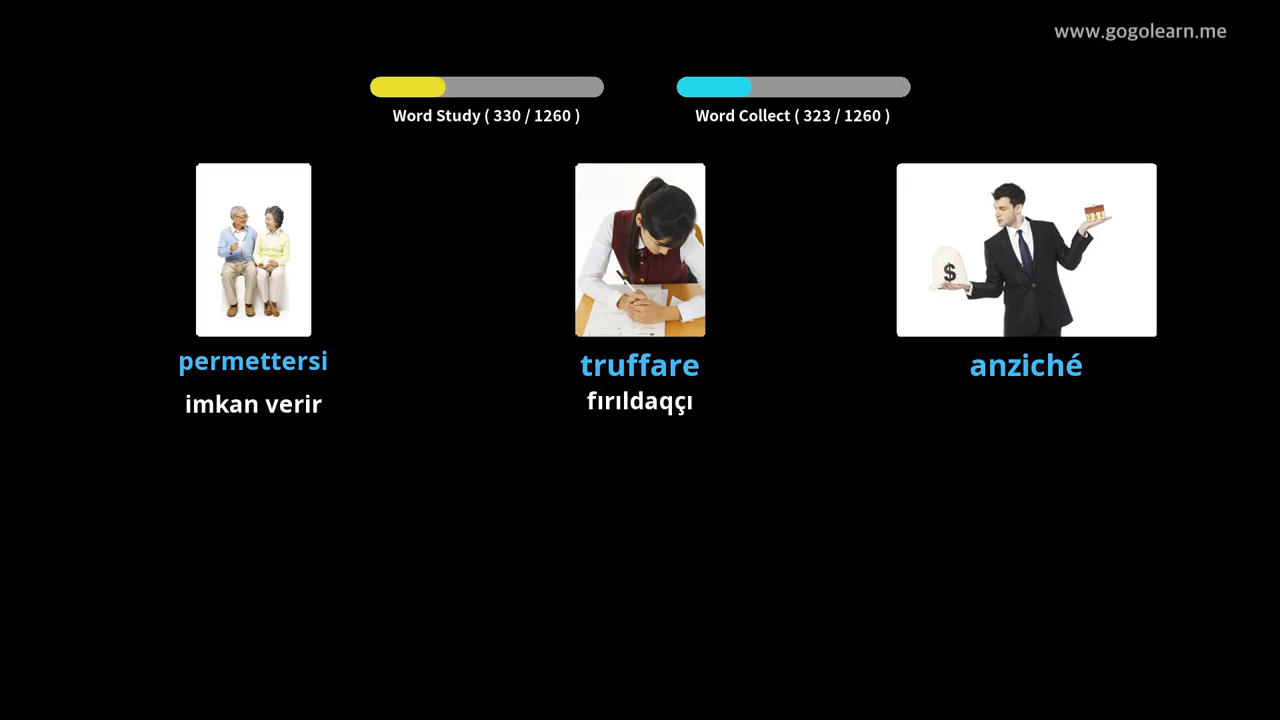 www.gogolearn.me
Word Study ( 330 / 1260 )
Word Collect ( 323 / 1260 )
permettersi
imkan verir
truffare
fırıldaqçı
anziché
$